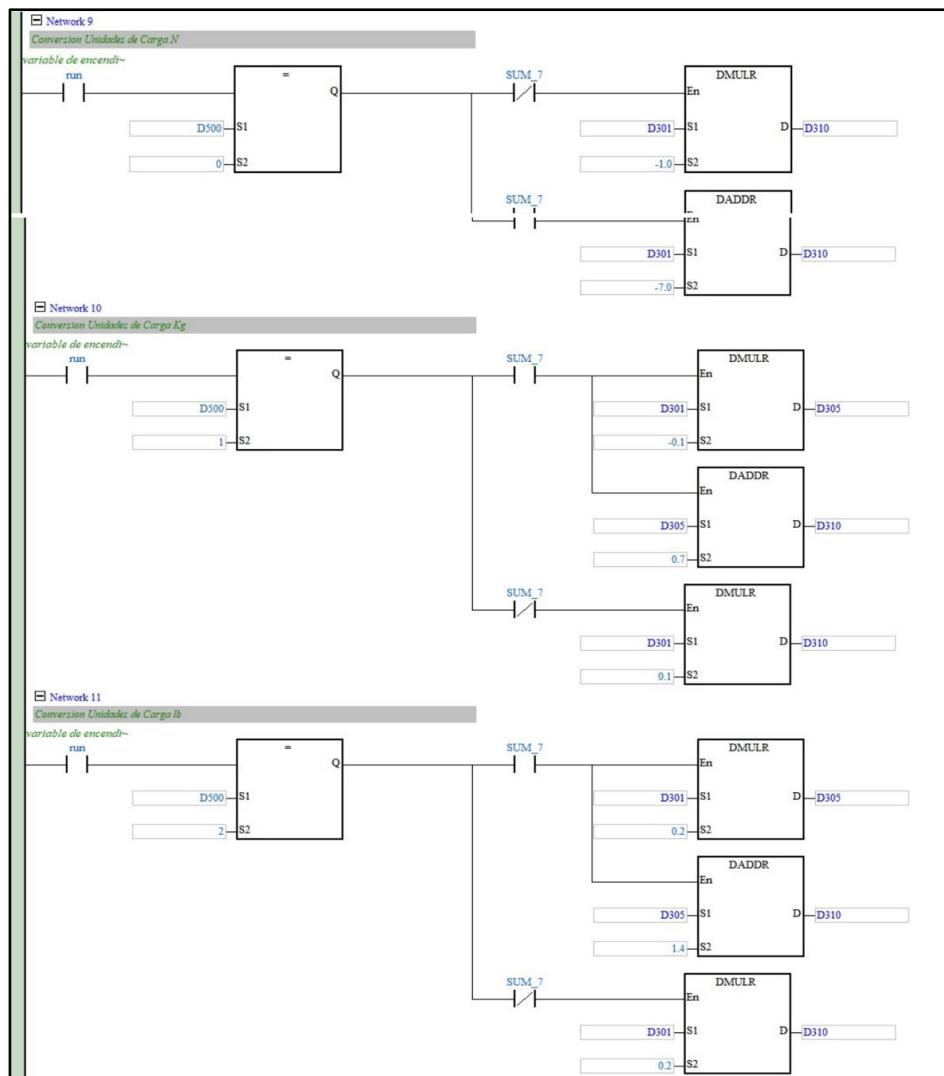 Network 9
Conversion Unidades de Carga N
variable de encendi~
run
=
Q
D500 S1
0 S2
SUM_7
DMULR
En
D301 S1 D D310
-1.0 S2
SUM_7
DADDR
En
D301 S1 D D310
-7.0 S2
Network 10
Conversion Unidades de Carga Kg
variable de encendi~
run
=
Q
D500 S1
1 S2
SUM_7
DMULR
En
D301 S1 D D305
-0.1 S2
DADDR
En
D305 S1 D D310
0.7 S2
SUM_7
DMULR
En
D301 S1 D D310
0.1 S2
Network 11
Conversion Unidades de Carga lb
variable de encendi~
run
=
Q
D500 S1
2 S2
SUM_7
DMULR
En
D301 S1 D D305
0.2 S2
DADDR
En
D305 S1 D D310
1.4 S2
SUM_7
DMULR
En
D301 S1 D D310
0.2 S2